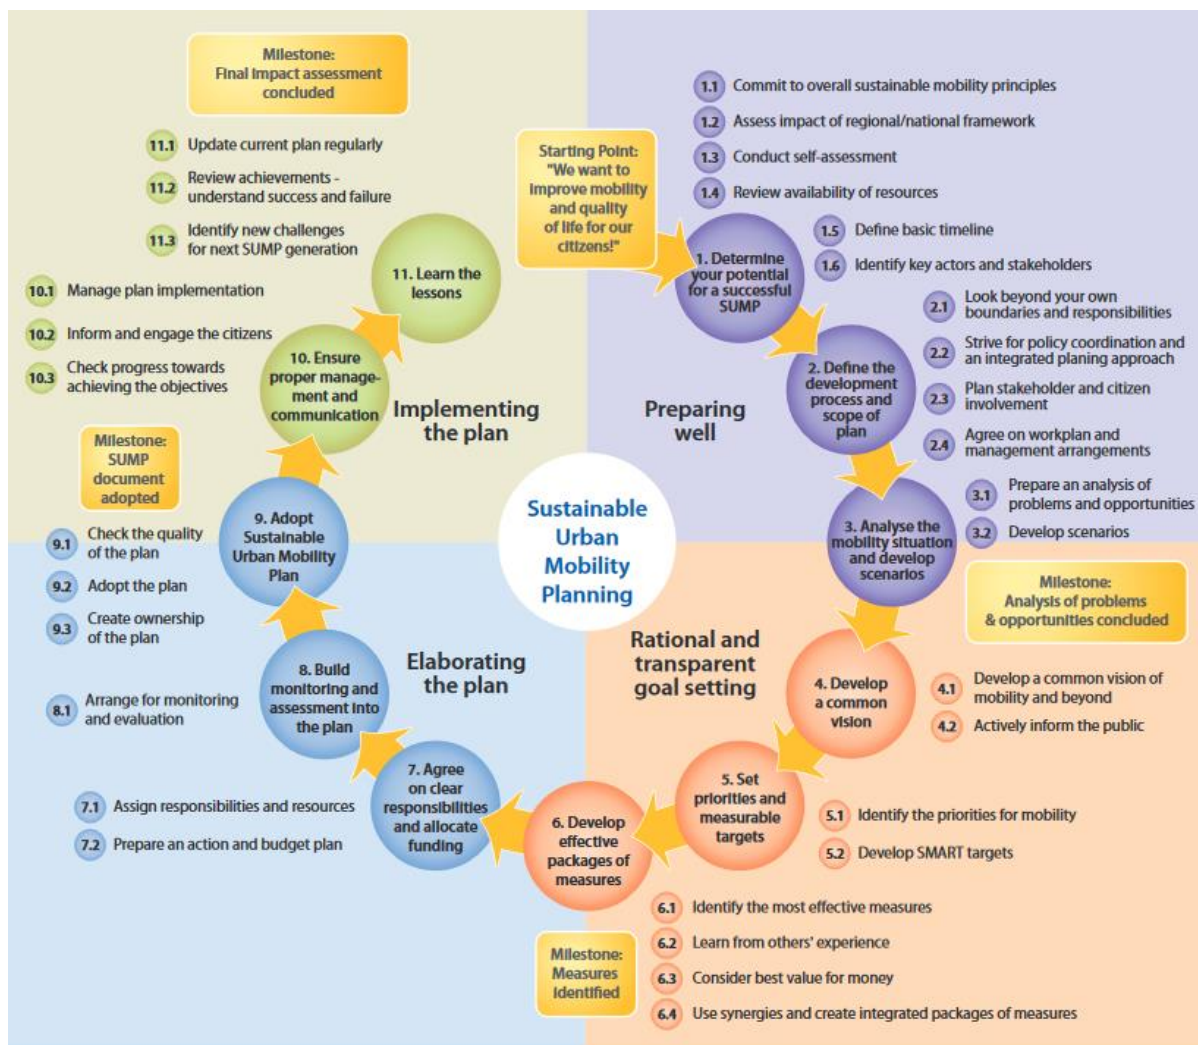 Milestone:
Final Impact assessment
concluded
11.1 Update current plan regularly
11.2 Review achievements -
understand success and failure
11.3 Identify new challenges
for next SUMP generation
11. Learn the
lessons
10.1 Manage plan implementation
10.2 Inform and engage the citizens
10.3 Check progress towards
achieving the objectives
10. Ensure
proper manage-
ment and
communication
Implementing
the plan
Milestone:
SUMP
document
adopted
Starting Point:
"We want to
improve mobility
and quality
of life for our
citizens!"
1.1 Commit to overall sustainable mobility principles
1.2 Assess impact of regional/national framework
1.3 Conduct self-assessment
1.4 Review availability of resources
1.5 Define basic timeline
1.6 Identify key actors and stakeholders
1. Determine
your potential
for a successful
SUMP
2.1 Look beyond your own
boundaries and responsibilities
2.2 Strive for policy coordination and
an integrated planing approach
2.3 Plan stakeholder and citizen
involvement
2.4 Agree on workplan and
management arrangements
2. Define the
development
process and
scope of
plan
Preparing
well
3.1 Prepare an analysis of
problems and opportunities
3.2 Develop scenarios
3. Analyse the
mobility situation
and develop
scenarios
Milestone:
Analysis of problems
& opportunities concluded
Sustainable
Urban
Mobility
Planning
Rational and
transparent
goal setting
4. Develop
a common
vision
4.1 Develop a common vision of
mobility and beyond
4.2 Actively inform the public
5. Set
priorities and
measurable
targets
5.1 Identify the priorities for mobility
5.2 Develop SMART targets
6. Develop
effective
packages of
measures
6.1 Identify the most effective measures
6.2 Learn from others' experience
6.3 Consider best value for money
6.4 Use synergies and create integrated packages of measures
Milestone:
Measures
identified
Elaborating
the plan
7. Agree
on clear
responsibilities
and allocate
funding
7.1 Assign responsibilities and resources
7.2 Prepare an action and budget plan
8. Build
monitoring and
assessment into
the plan
8.1 Arrange for monitoring
and evaluation
9. Adopt
Sustainable
Urban Mobility
Plan
9.1 Check the quality
of the plan
9.2 Adopt the plan
9.3 Create ownership
of the plan